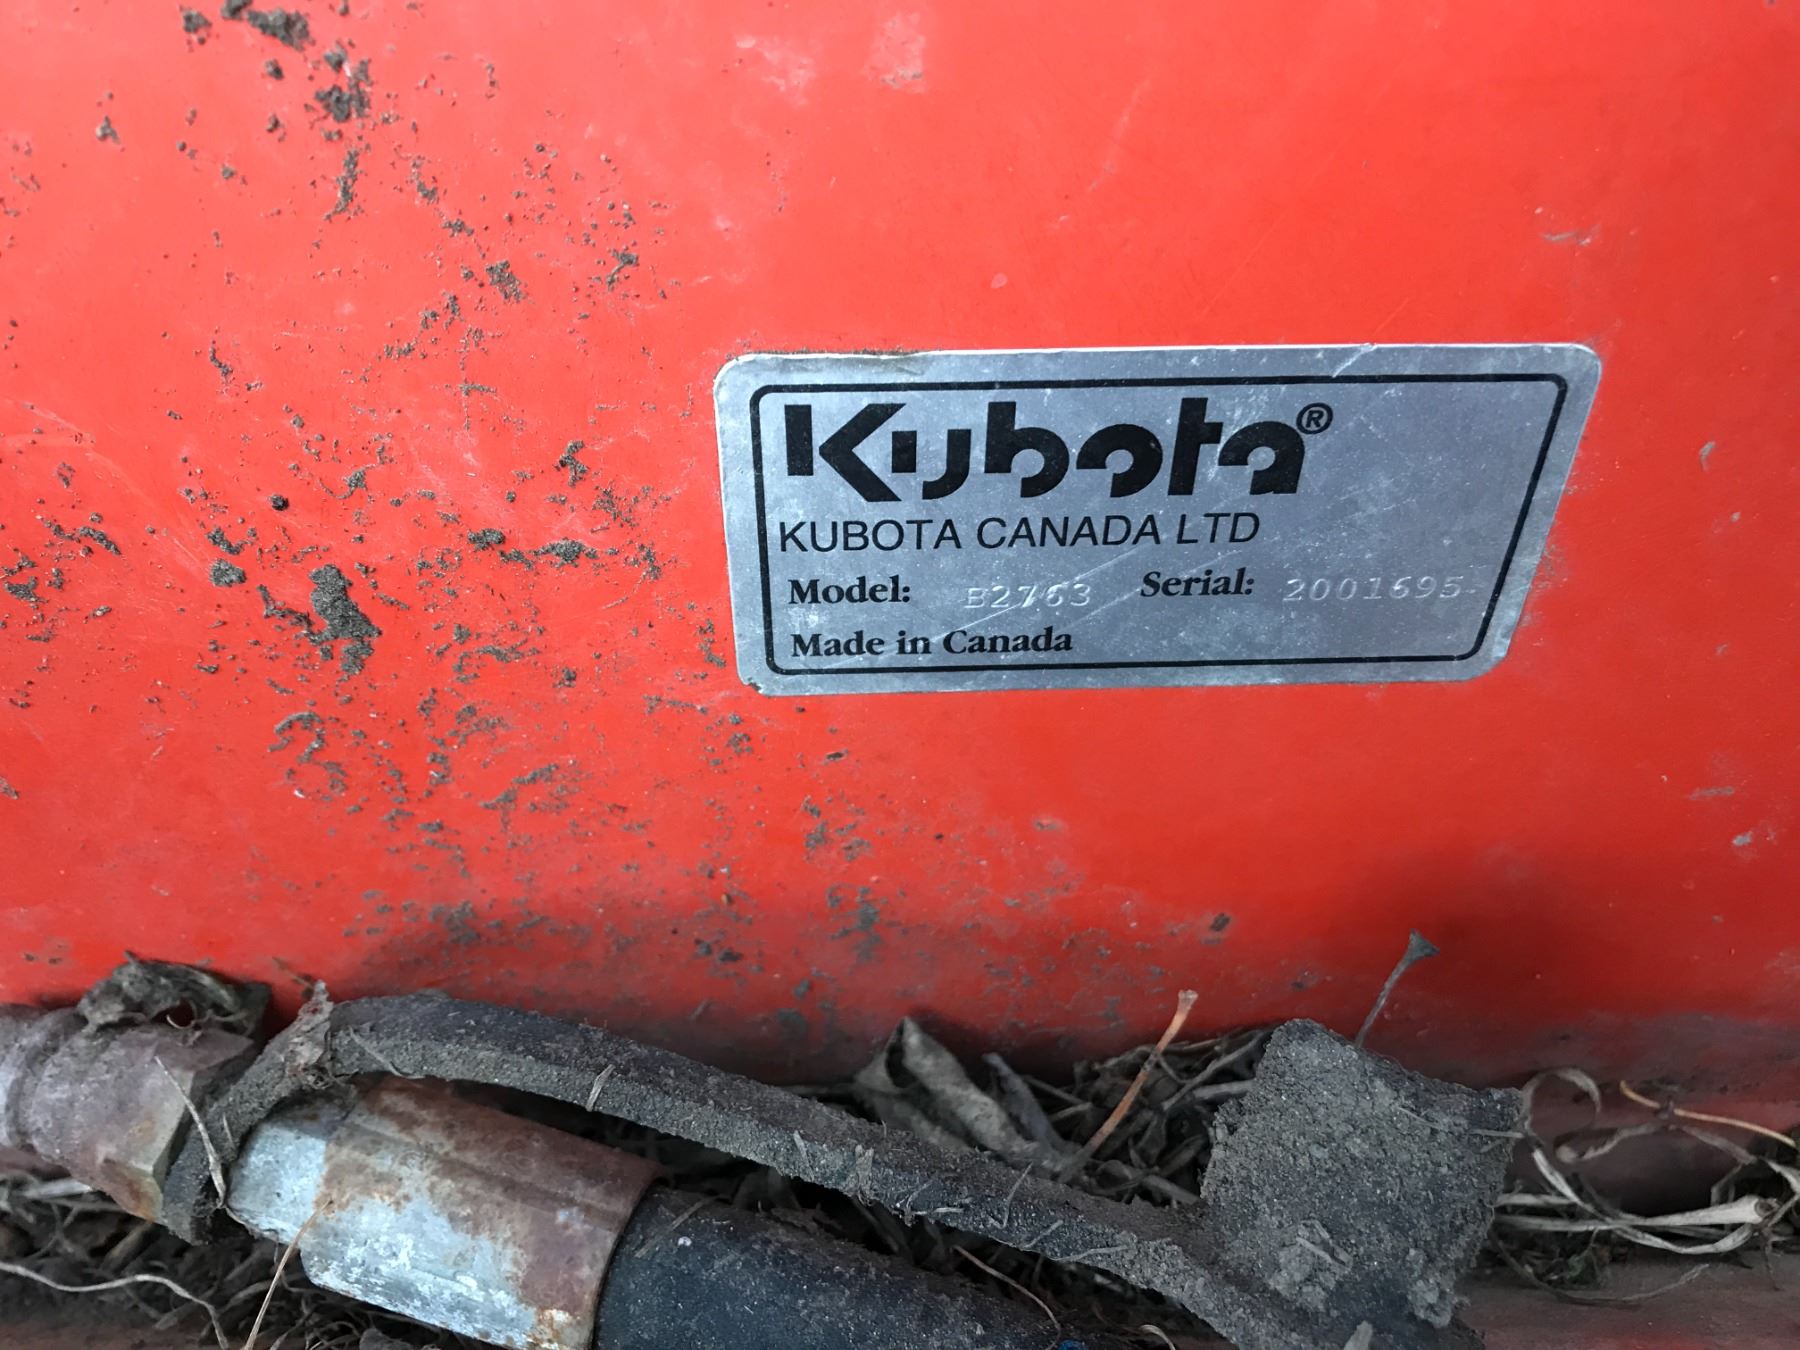 Kubota®
KUBOTA CANADA LTD
Model: B2763 Serial: 2001695
Made in Canada